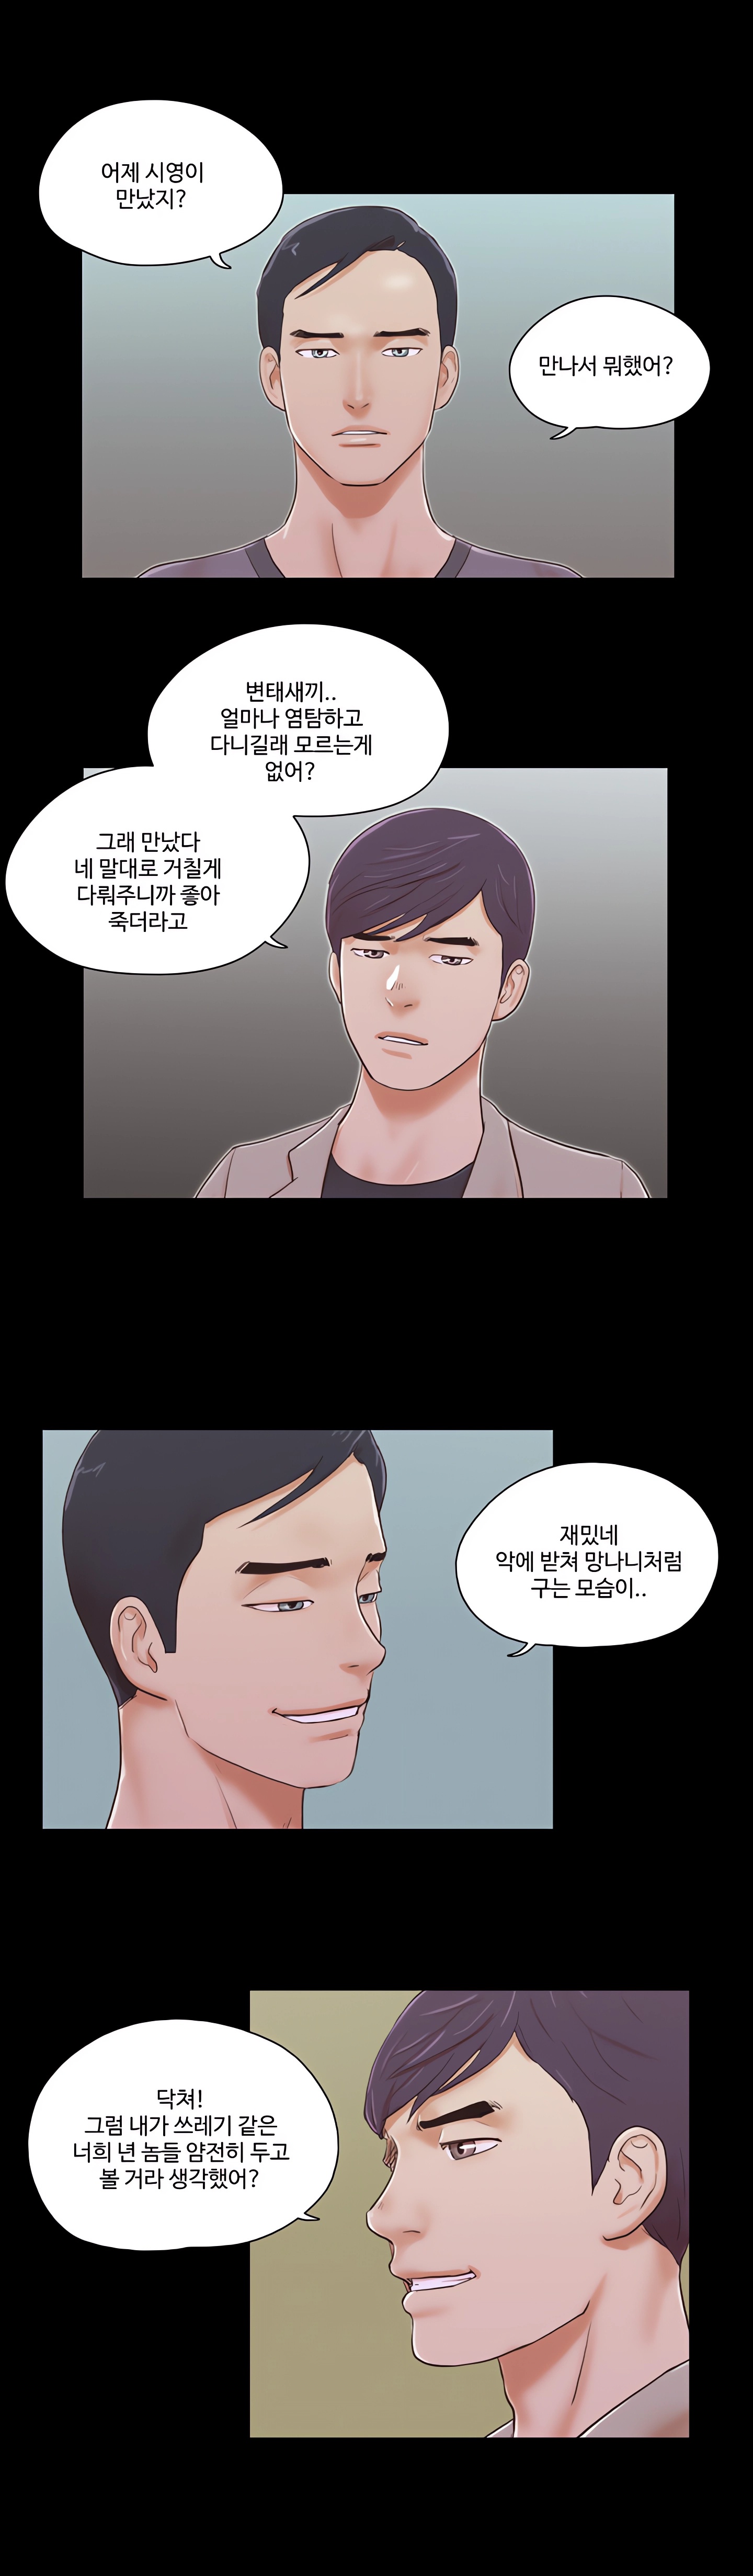 어제 시영이
만났지?
만나서 뭐했어?
변태새끼..
얼마나 염탐하고
다니길래 모르는게
없어?
그래 만났다
네 말대로 거칠게
다뤄주니까 좋아
죽더라고
재밌네
악에 받쳐 망나니처럼
구는 모습이..
닥쳐!
그럼 내가 쓰레기 같은
너희 년 놈들 얌전히 두고
볼 거라 생각했어?